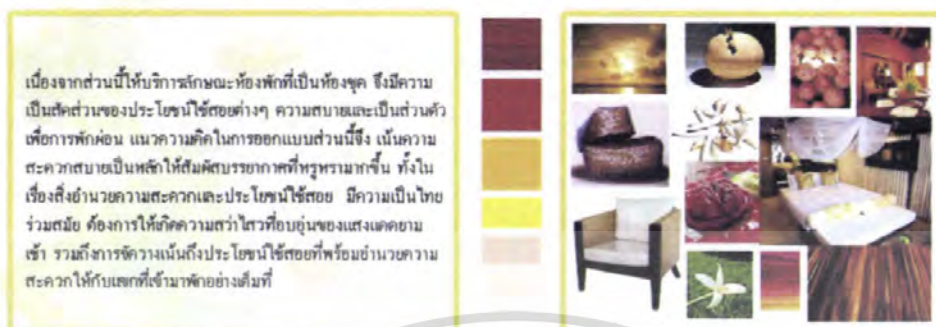 เนื่องจากส่วนนี้ให้บริการลักษณะห้องพักที่เป็นห้องชุด จึงมีความ
เป็นสัดส่วนของประโยชน์ใช้สอยต่างๆ ความสบายและเป็นส่วนตัว
เพื่อการพักผ่อน แนวความคิดในการออกแบบส่วนนี้จึง เน้นความ
สะดวกสบายเป็นหลักให้สัมผัสบรรยากาศที่หรูหรามากขึ้น ทั้งใน
เรื่องสิ่งอำนวยความสะดวกและประโยชน์ใช้สอย มีความเป็นไทย
ร่วมสมัย ต้องการให้เกิดความสว่างไสวที่อบอุ่นของแสงแดดยาม
เช้า รวมถึงการจัดวางเน้นถึงประโยชน์ใช้สอยที่พร้อมอำนวยความ
สะดวกให้กับแขกที่เข้ามาพักอย่างเต็มที่